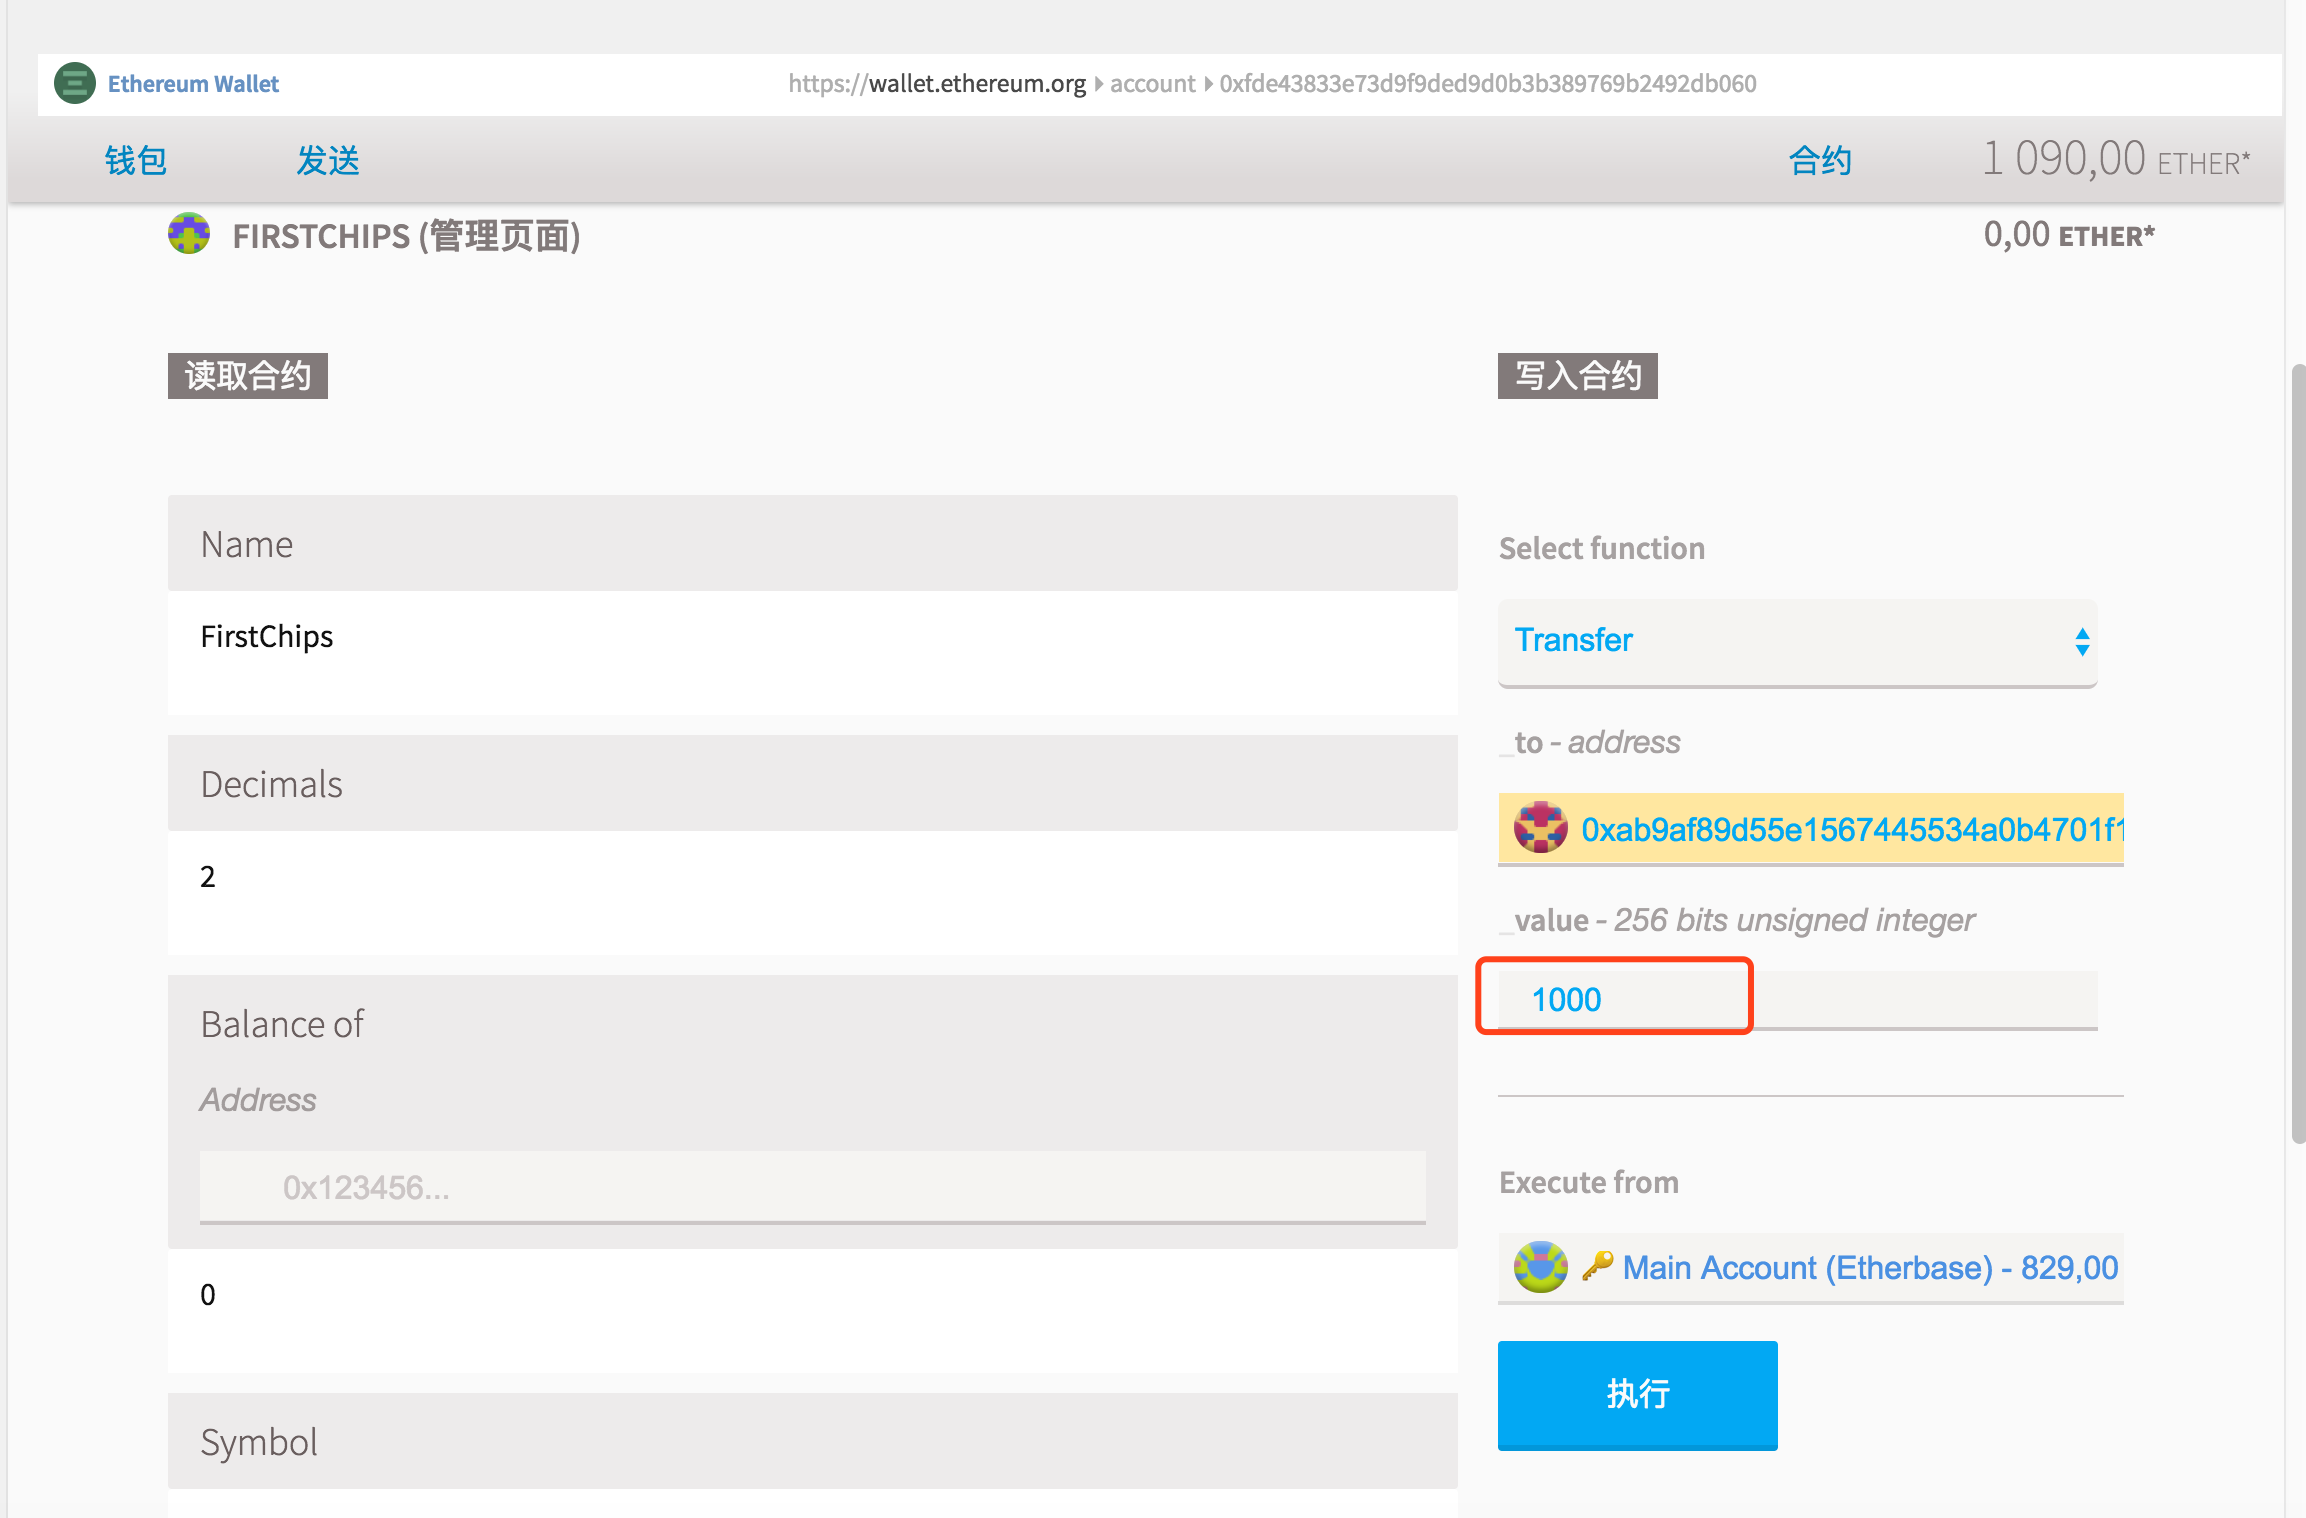 Ethereum Wallet
https://wallet.ethereum.org account 0xfde43833e73d9f9ded9d0b3b389769b2492db060
钱包 发送 合约 1 090,00 ETHER*
FIRSTCHIPS (管理页面) 0,00 ETHER*
读取合约
写入合约
Name
FirstChips
Decimals
2
Balance of
Address
0x123456...
0
Symbol
Select function
Transfer
_to - address
0xab9af89d55e1567445534a0b4701f1
_value - 256 bits unsigned integer
1000
Execute from
Main Account (Etherbase) - 829,00
执行